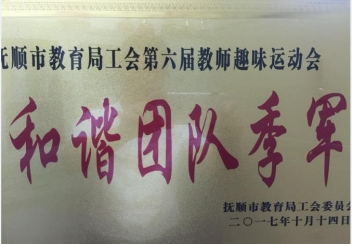 抚顺市教育局工会第六届教师趣味运动会
和谐团队季军
抚顺市教育局工会委员会
二〇一七年十月十四日